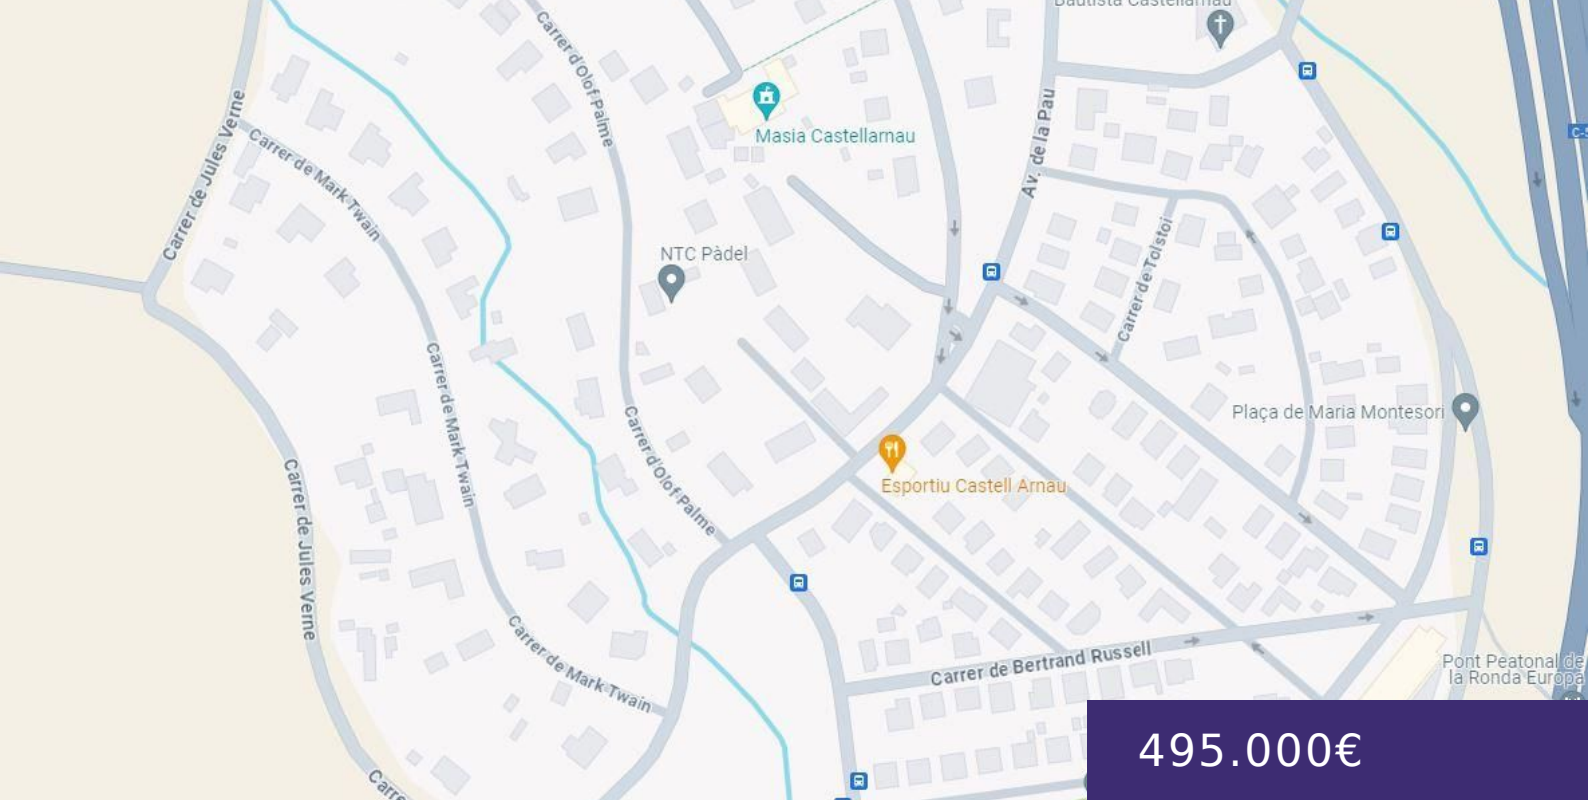 Bautista Castellarnau
Carrer d'Olof Palme
Masia Castellarnau
Carrer de Jules Verne
Av. de la Pau
Carrer de Mark Twain
NTC Pàdel
Carrer de Tolstoi
Carrer de Mark Twain
Plaça de Maria Montesori
Carrer d'Olof Palme
Esportiu Castell Arnau
Carrer de Jules Verne
Carrer de Bertrand Russell
Carrer de Mark Twain
Pont Peatonal de
la Ronda Europa
495.000€